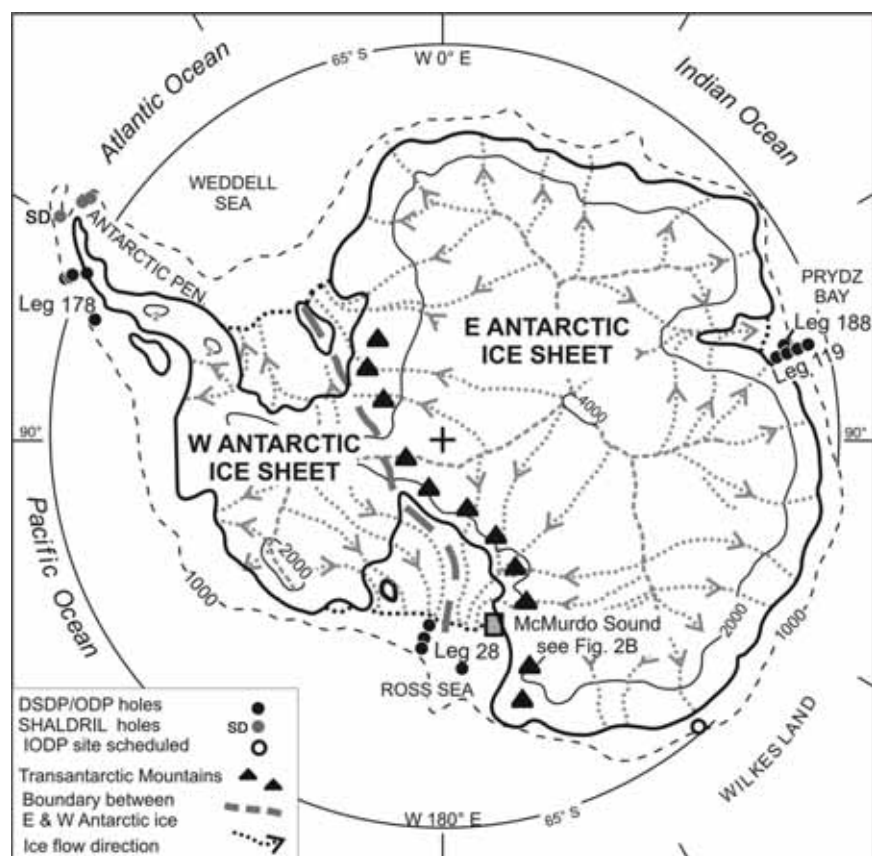 65° S
W 0° E
Atlantic Ocean
Indian Ocean
WEDDELL
SEA
SD
ANTARCTIC PEN
PRYDZ
BAY
Leg 178
Leg 188
Leg 119
E ANTARCTIC
ICE SHEET
4000
90°
90°
W ANTARCTIC
ICE SHEET
Pacific Ocean
2000
1000
2000
1000
McMurdo Sound
see Fig. 2B
Leg 28
ROSS SEA
WILKES LAND
W 180° E
65° S
DSDP/ODP holes
SHALDRIL holes SD
IODP site scheduled
Transantarctic Mountains
Boundary between
E & W Antarctic ice
Ice flow direction